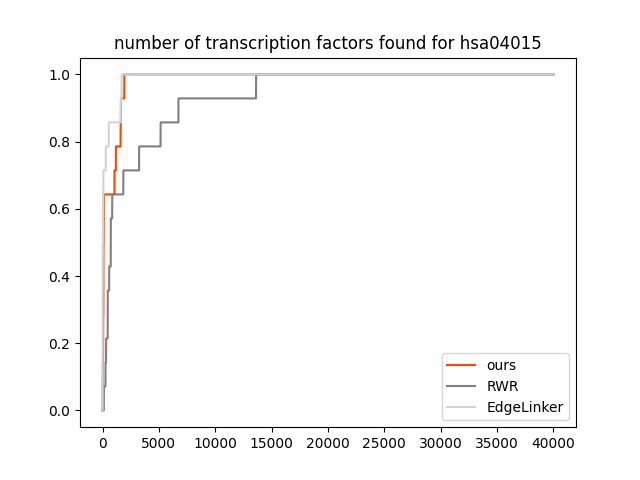 number of transcription factors found for hsa04015
1.0
0.8
0.6
0.4
0.2
0.0
ours
RWR
EdgeLinker
0 5000 10000 15000 20000 25000 30000 35000 40000